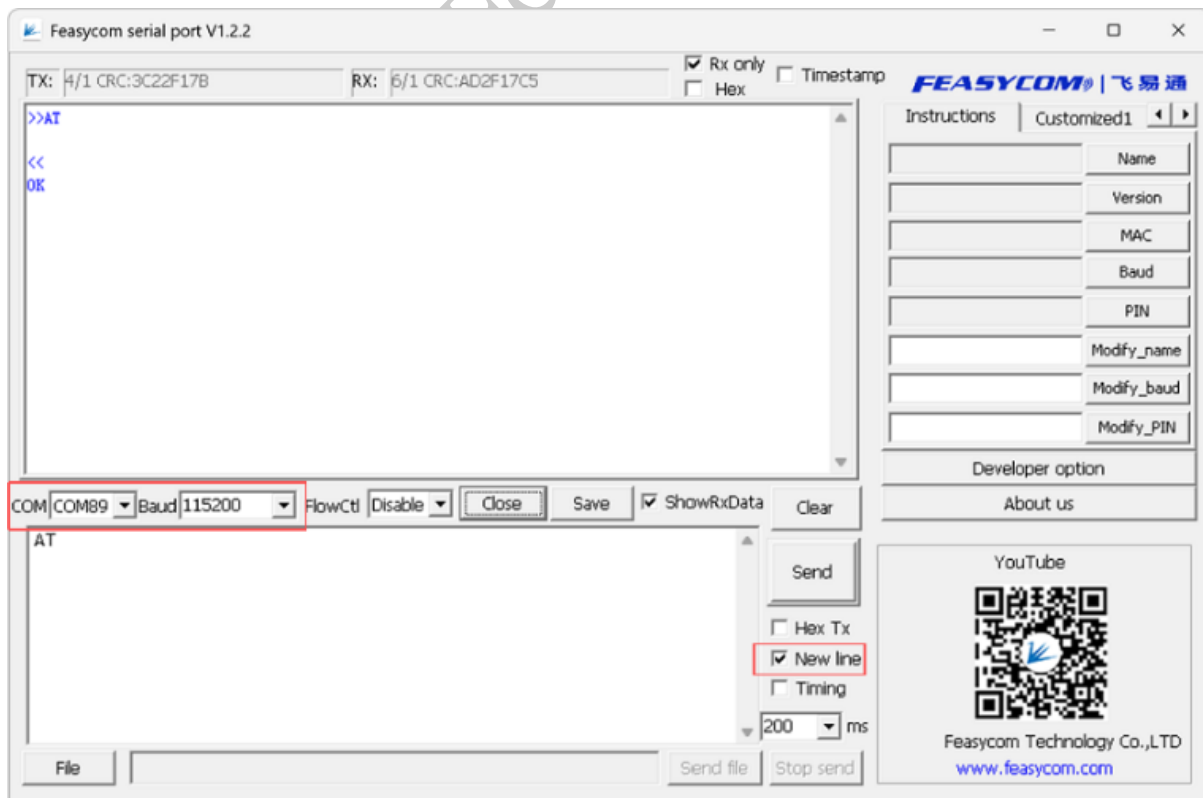 Feasycom serial port V1.2.2
TX: 4/1 CRC:3C22F17B RX: 6/1 CRC:AD2F17C5 Rx only Timestamp
Hex
FEASYCOM | 飞易通
>>AT
<<
OK
Instructions Customized1
Name
Version
MAC
Baud
PIN
Modify_name
Modify_baud
Modify_PIN
Developer option
About us
COM COM89 Baud 115200 FlowCtl Disable Close Save ShowRxData Clear
AT
Send
Hex Tx
New line
Timing
200 ms
File Send file Stop send
YouTube
Feasycom Technology Co.,LTD
www.feasycom.com